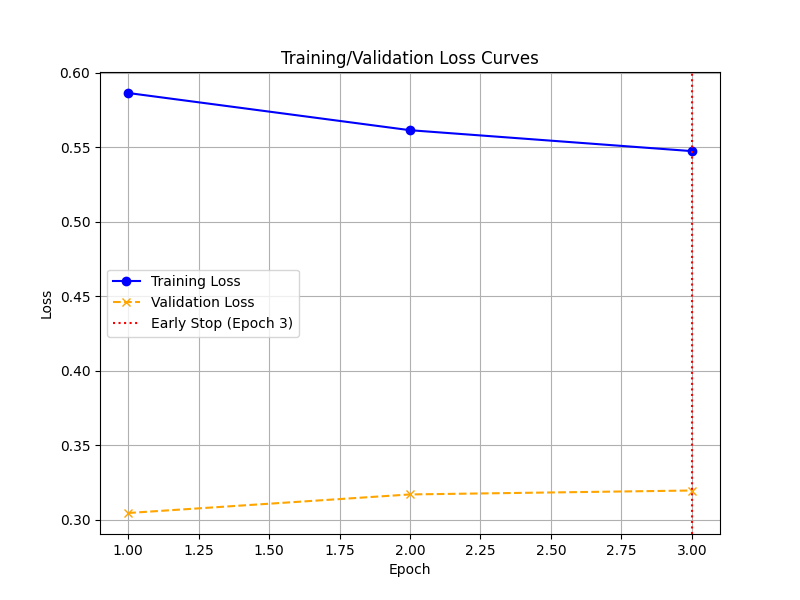 Training/Validation Loss Curves
0.60
0.55
0.50
0.45
0.40
0.35
0.30
Loss
Training Loss
Validation Loss
Early Stop (Epoch 3)
1.00 1.25 1.50 1.75 2.00 2.25 2.50 2.75 3.00
Epoch